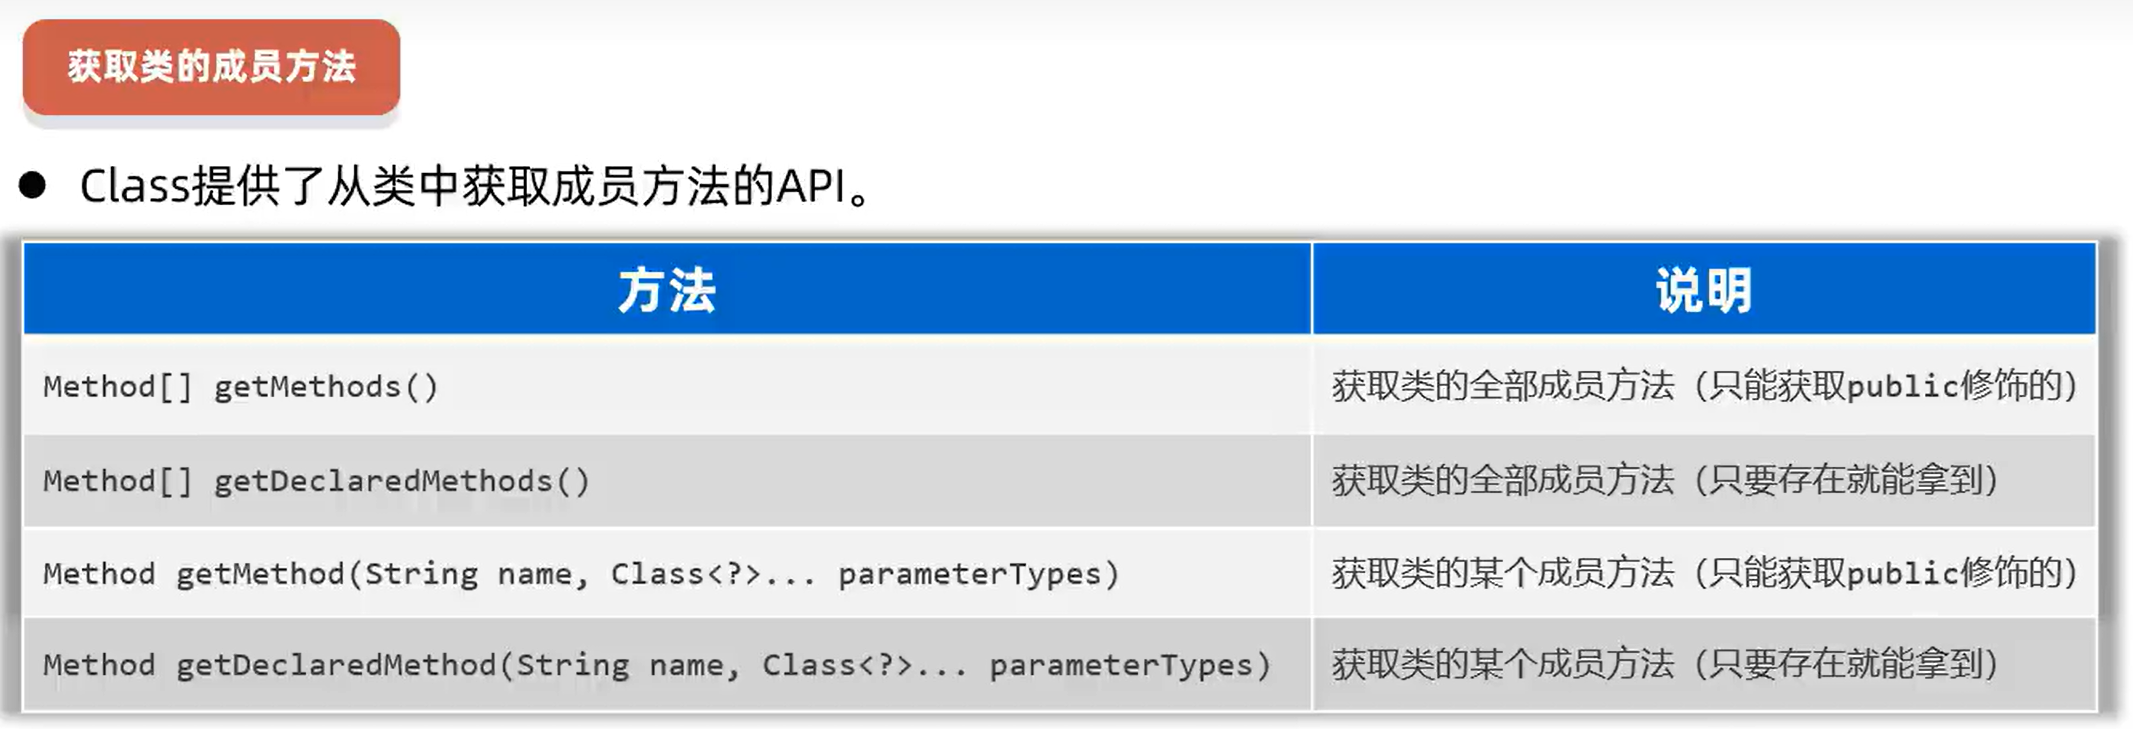 获取类的成员方法
Class提供了从类中获取成员方法的API。
方法 说明
Method[] getMethods() 获取类的全部成员方法（只能获取public修饰的）
Method[] getDeclaredMethods() 获取类的全部成员方法（只要存在就能拿到）
Method getMethod(String name, Class<?>... parameterTypes) 获取类的某个成员方法（只能获取public修饰的）
Method getDeclaredMethod(String name, Class<?>... parameterTypes) 获取类的某个成员方法（只要存在就能拿到）